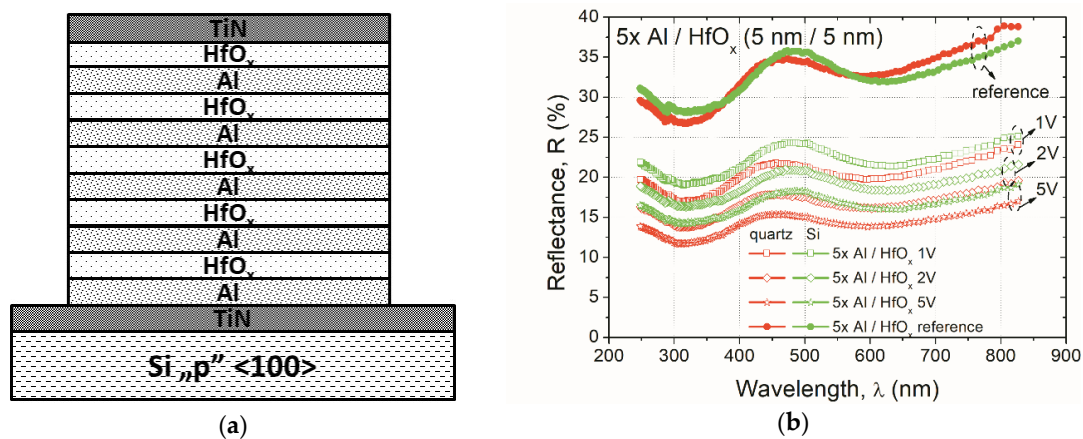 TiN
HfOₓ
Al
HfOₓ
Al
HfOₓ
Al
HfOₓ
Al
HfOₓ
Al
TiN
Si „p” <100>
(a)
5x Al / HfOₓ (5 nm / 5 nm)
reference
1V
2V
5V
quartz Si
5x Al / HfOₓ 1V
5x Al / HfOₓ 2V
5x Al / HfOₓ 5V
5x Al / HfOₓ reference
Reflectance, R (%)
40
35
30
25
20
15
10
5
0
200 300 400 500 600 700 800 900
Wavelength, λ (nm)
(b)